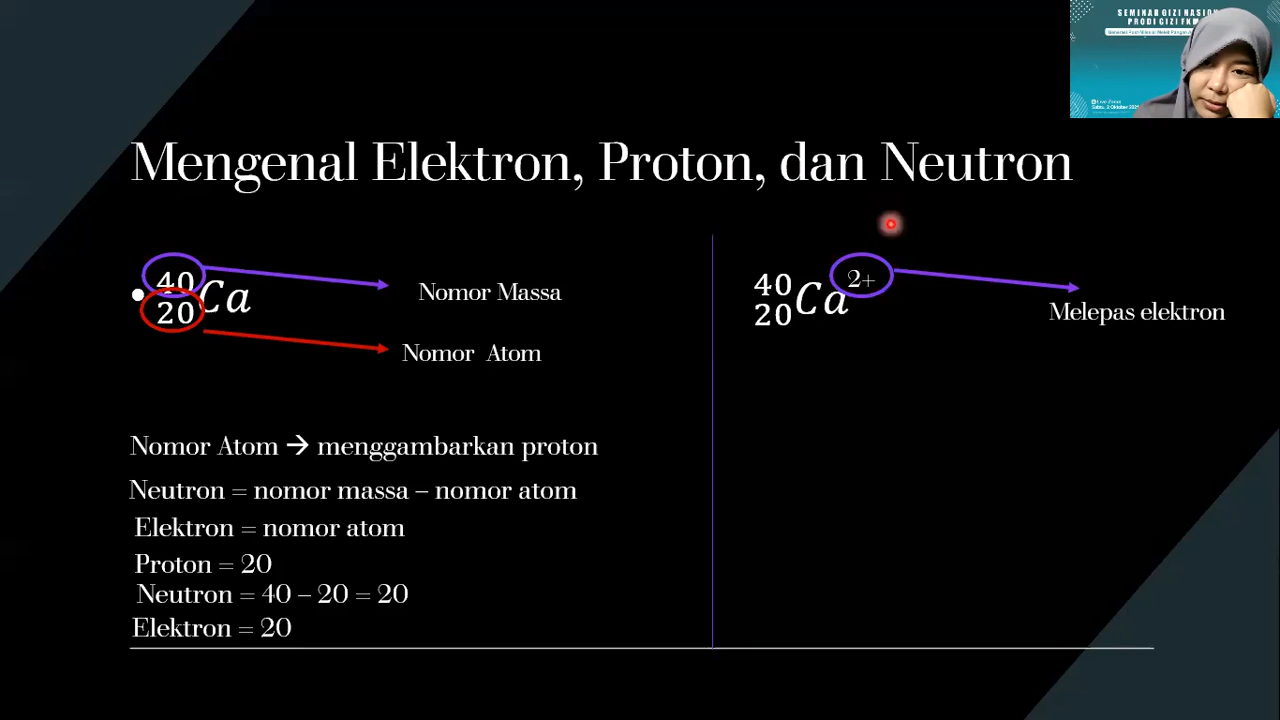 SEMINAR GIZI NASION
PRODI GIZI FKM
Mengenal Elektron, Proton, dan Neutron
40
20 Ca
Nomor Massa
Nomor Atom
40
20 Ca 2+
Melepas elektron
Nomor Atom → menggambarkan proton
Neutron = nomor massa – nomor atom
Elektron = nomor atom
Proton = 20
Neutron = 40 – 20 = 20
Elektron = 20